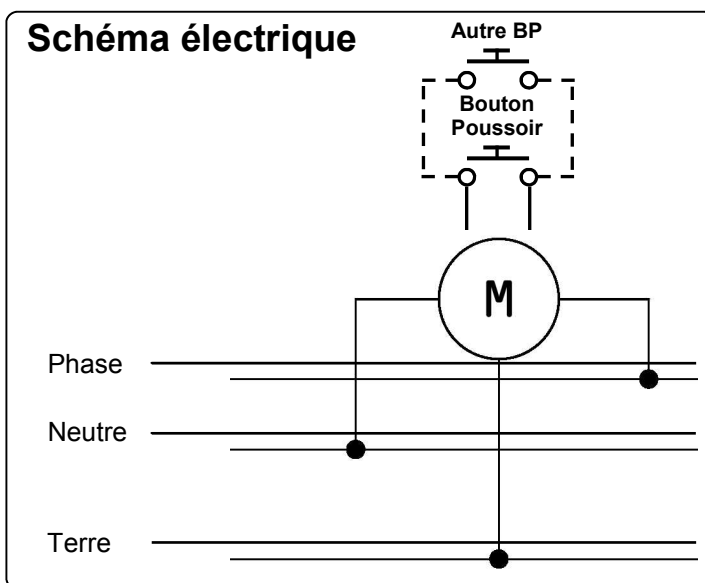 Schéma électrique
Autre BP
Bouton
Poussoir
M
Phase
Neutre
Terre